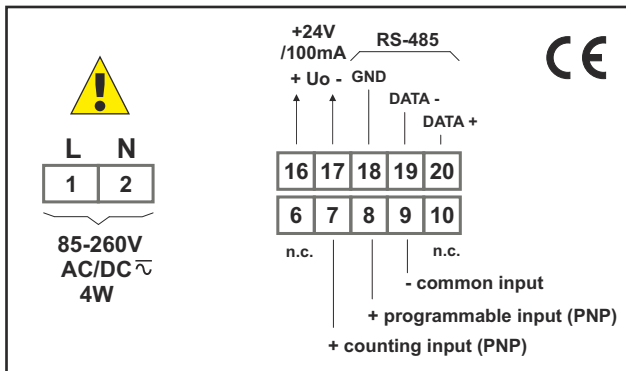 +24V
/100mA
RS-485
+ Uo - GND
DATA -
DATA +
L N
1 2
16 17 18 19 20
6 7 8 9 10
n.c. n.c.
85-260V
AC/DC
4W
- common input
+ programmable input (PNP)
+ counting input (PNP)
CE
!